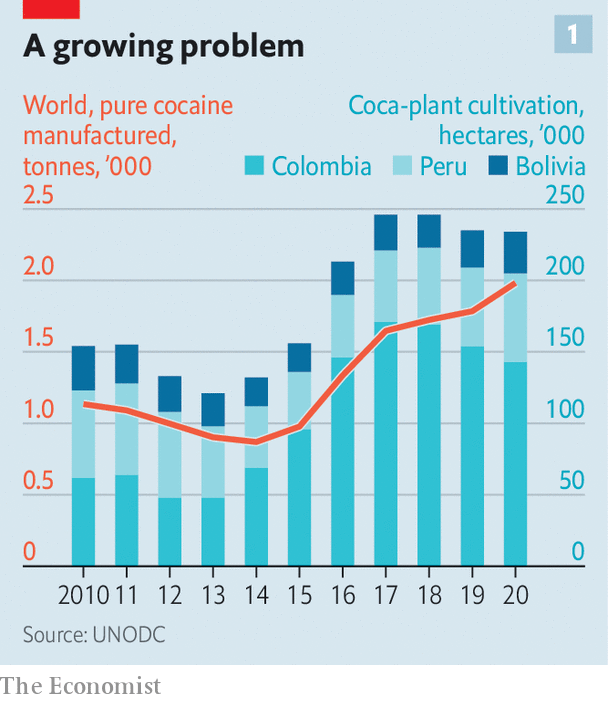 A growing problem
1
World, pure cocaine
manufactured,
tonnes, ’000
Coca-plant cultivation,
hectares, ’000
Colombia Peru Bolivia
2.5 250
2.0 200
1.5 150
1.0 100
0.5 50
0 0
2010 11 12 13 14 15 16 17 18 19 20
Source: UNODC
The Economist